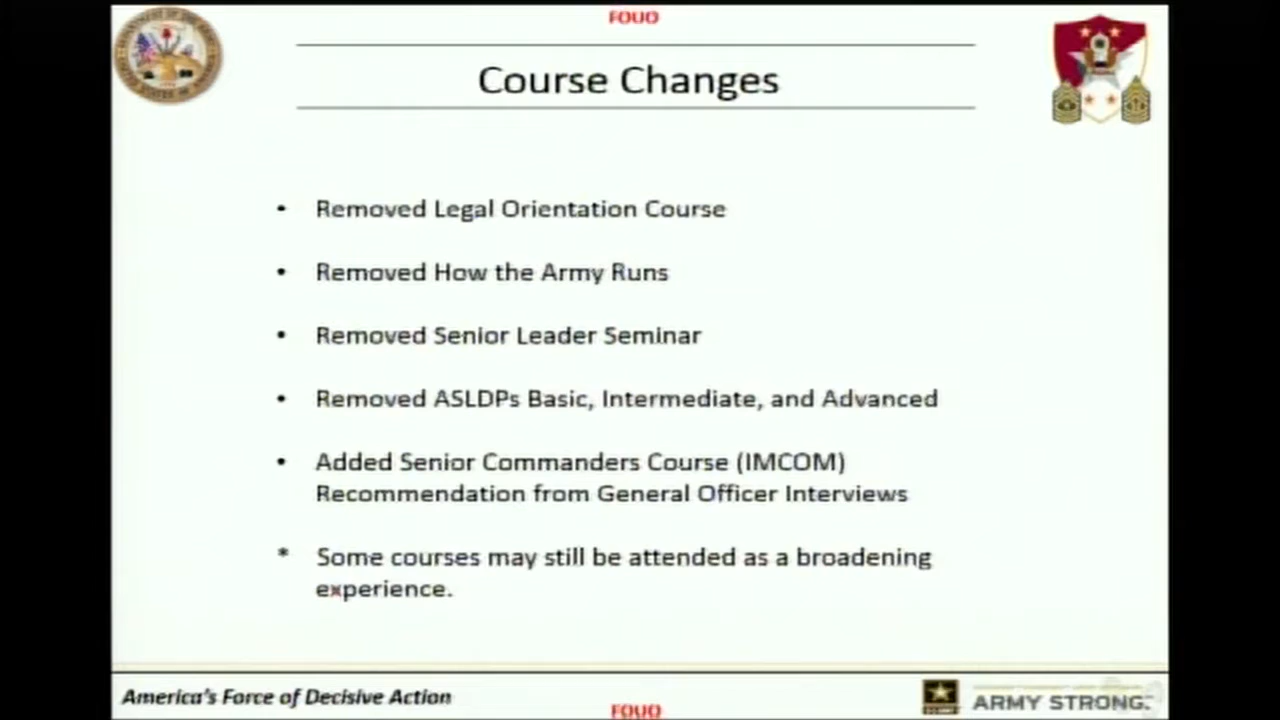 FOUO
Course Changes
• Removed Legal Orientation Course
• Removed How the Army Runs
• Removed Senior Leader Seminar
• Removed ASLDPs Basic, Intermediate, and Advanced
• Added Senior Commanders Course (IMCOM)
Recommendation from General Officer Interviews
* Some courses may still be attended as a broadening
experience.
America's Force of Decisive Action
ARMY STRONG.
FOUO